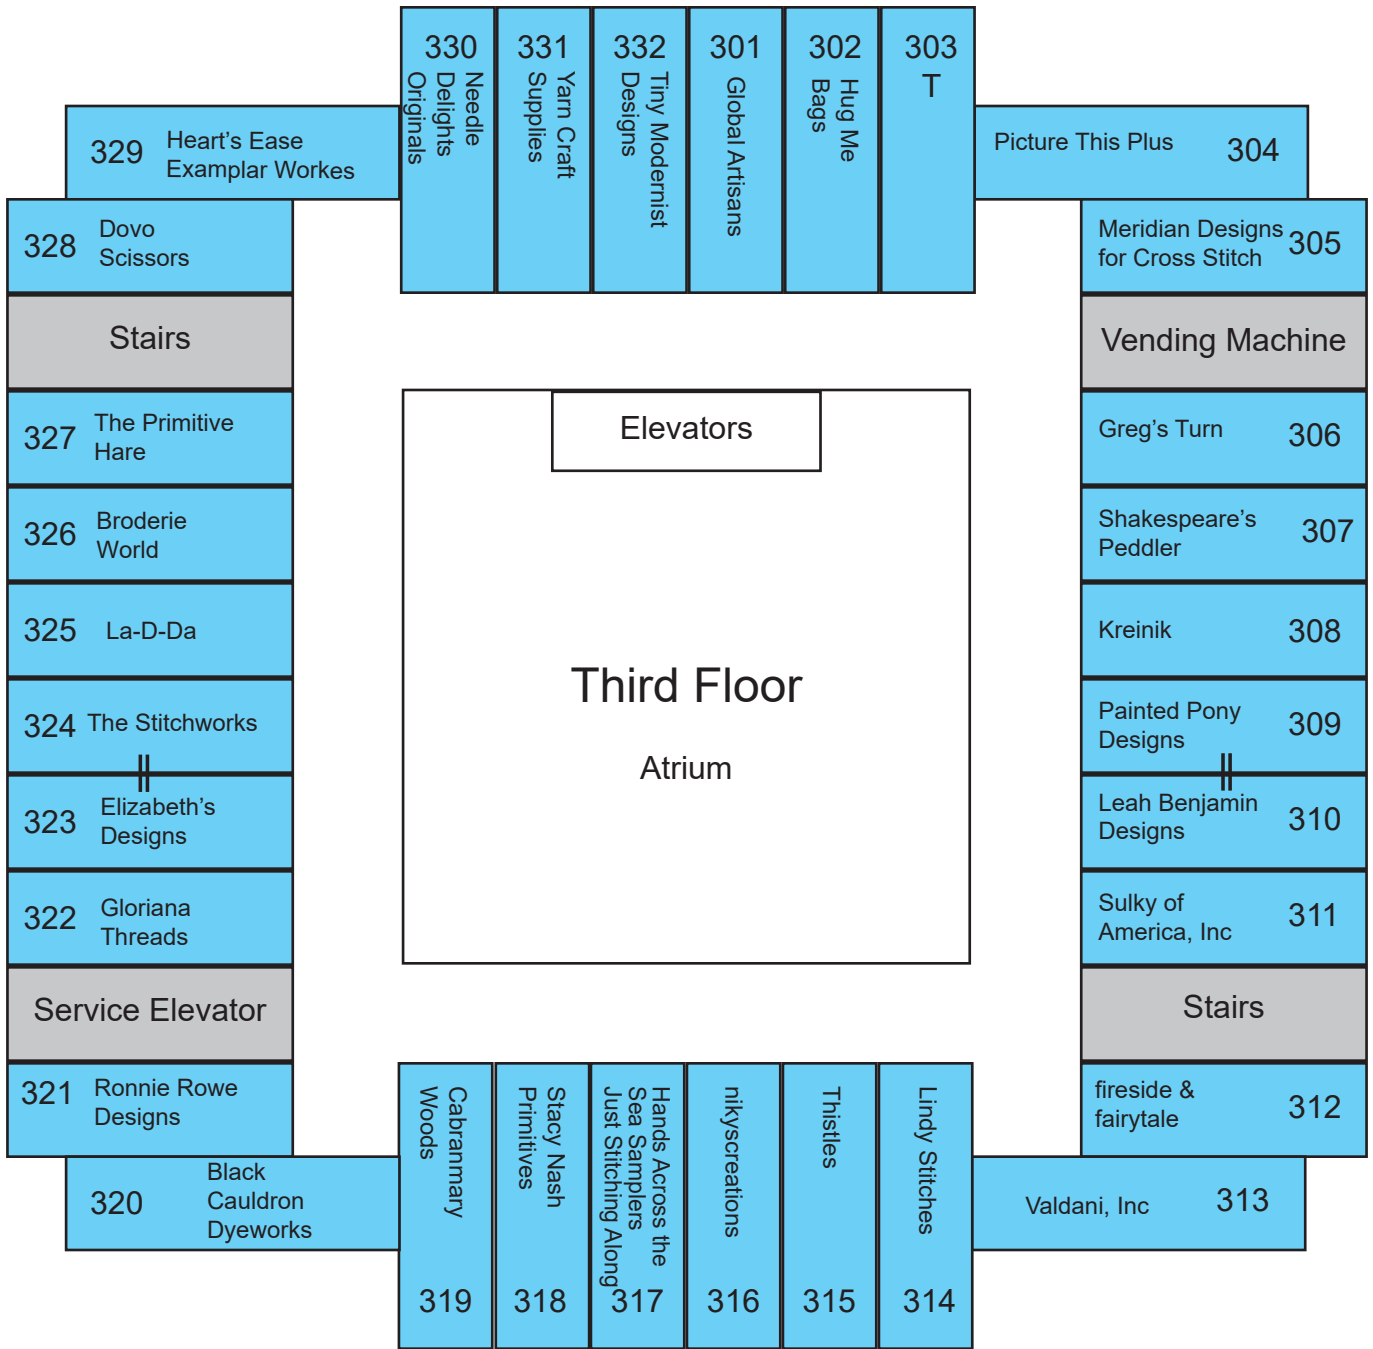 330
Needle
Delights
Originals
331
Yarn Craft
Supplies
332
Tiny Modernist
Designs
301
Global Artisans
302
Hug Me
Bags
303
T
329
Heart's Ease
Examplar Workes
Picture This Plus
304
328
Dovo
Scissors
Meridian Designs
for Cross Stitch
305
Stairs
Vending Machine
327
The Primitive
Hare
Elevators
Greg's Turn
306
326
Broderie
World
Shakespeare's
Peddler
307
325
La-D-Da
Kreinik
308
Third Floor
Atrium
324
The Stitchworks
Painted Pony
Designs
309
323
Elizabeth's
Designs
Leah Benjamin
Designs
310
322
Gloriana
Threads
Sulky of
America, Inc
311
Service Elevator
Stairs
321
Ronnie Rowe
Designs
fireside &
fairytale
312
320
Black
Cauldron
Dyeworks
Cabranmary
Woods
319
Stacy Nash
Primitives
318
Hands Across the
Sea Samplers
Just Stitching Along
317
nikyscreations
316
Thistles
315
Lindy Stitches
314
Valdani, Inc
313